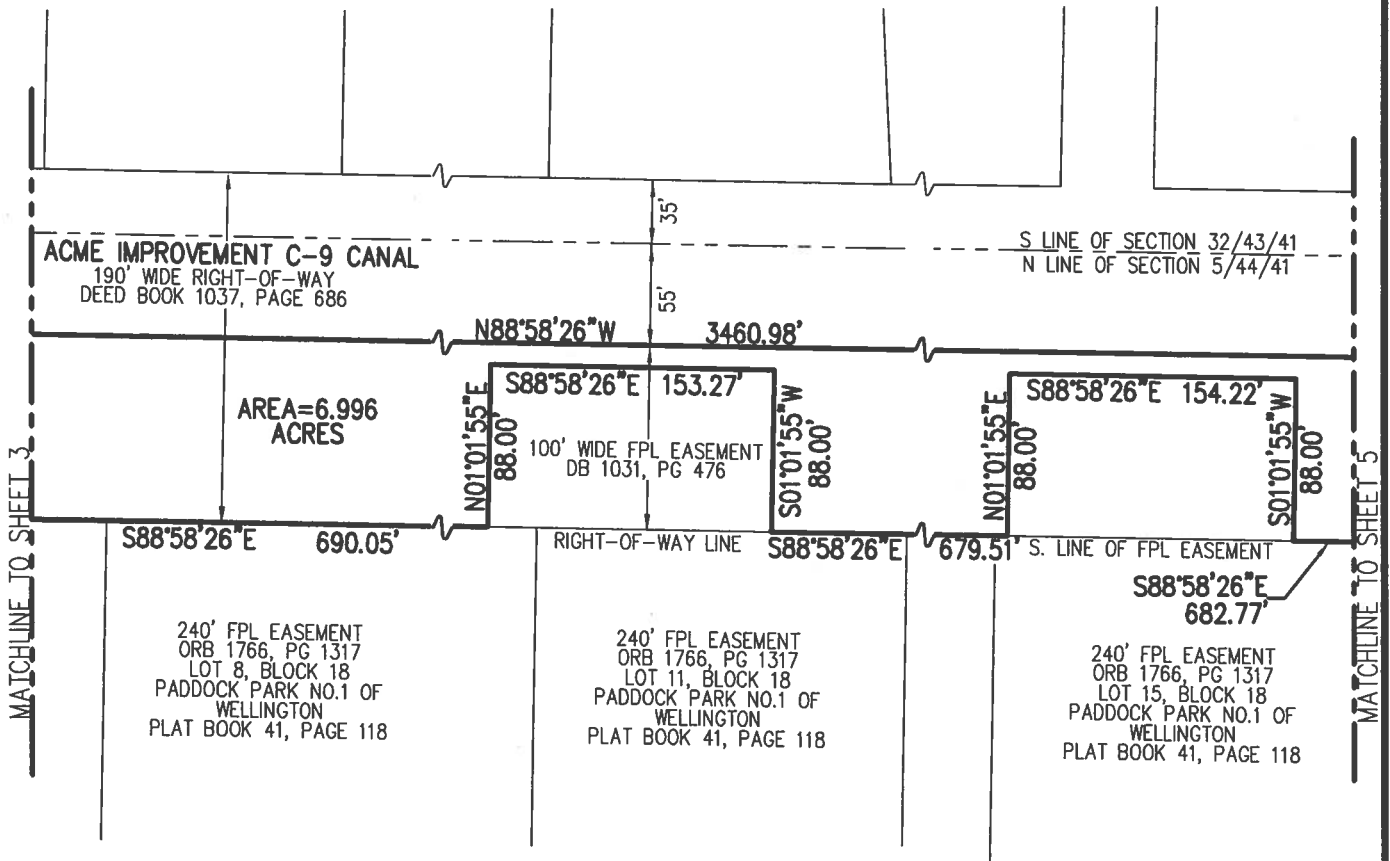 35'
ACME IMPROVEMENT C-9 CANAL
190' WIDE RIGHT-OF-WAY
DEED BOOK 1037, PAGE 686
S LINE OF SECTION 32/43/41
N LINE OF SECTION 5/44/41
55'
N88°58'26"W 3460.98'
AREA=6.996
ACRES
N01°01'55"E
88.00'
S88°58'26"E 153.27'
100' WIDE FPL EASEMENT
DB 1031, PG 476
S01°01'55"W
88.00'
N01°01'55"E
88.00'
S88°58'26"E 154.22'
S01°01'55"W
88.00'
MATCHLINE TO SHEET 3
MATCHLINE TO SHEET 5
S88°58'26"E 690.05'
RIGHT-OF-WAY LINE
S88°58'26"E 679.51'
S. LINE OF FPL EASEMENT
S88°58'26"E
682.77'
240' FPL EASEMENT
ORB 1766, PG 1317
LOT 8, BLOCK 18
PADDOCK PARK NO.1 OF
WELLINGTON
PLAT BOOK 41, PAGE 118
240' FPL EASEMENT
ORB 1766, PG 1317
LOT 11, BLOCK 18
PADDOCK PARK NO.1 OF
WELLINGTON
PLAT BOOK 41, PAGE 118
240' FPL EASEMENT
ORB 1766, PG 1317
LOT 15, BLOCK 18
PADDOCK PARK NO.1 OF
WELLINGTON
PLAT BOOK 41, PAGE 118